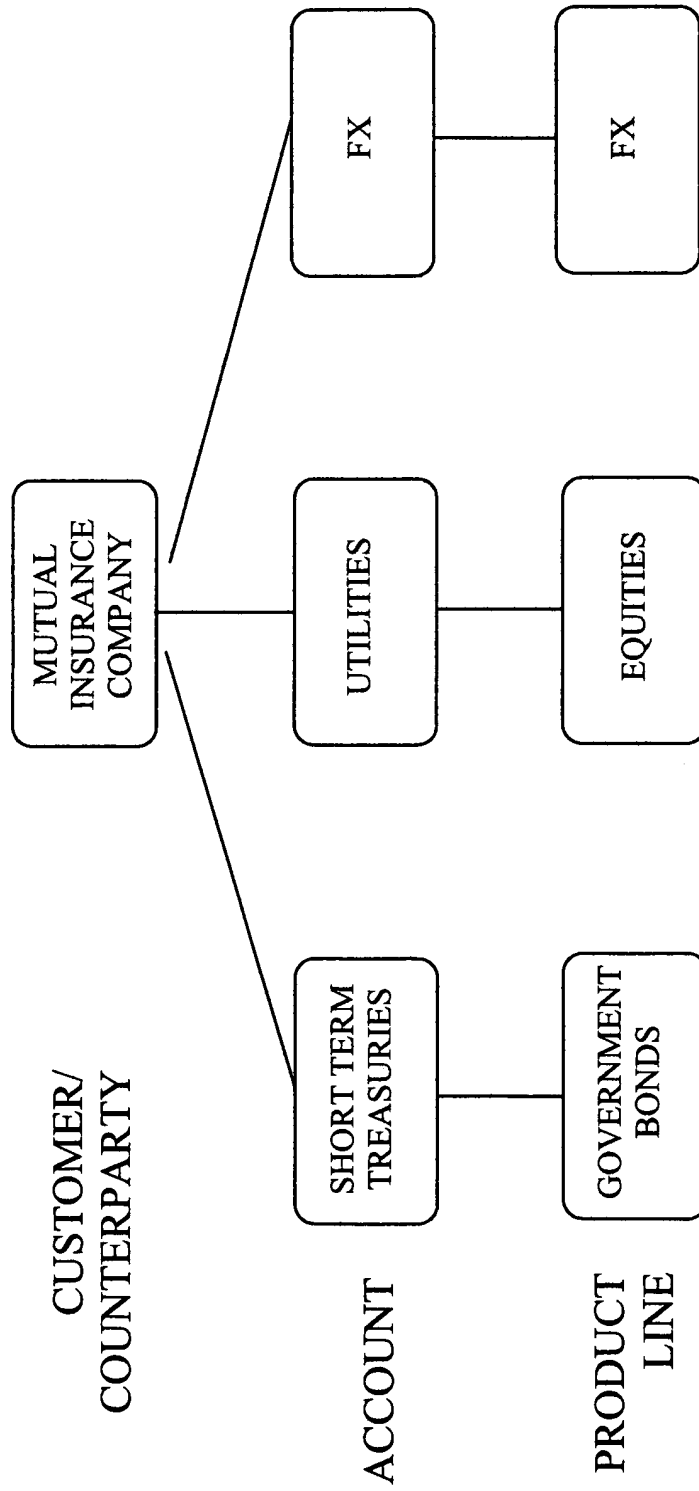 CUSTOMER/
COUNTERPARTY
MUTUAL
INSURANCE
COMPANY
ACCOUNT
SHORT TERM
TREASURIES
UTILITIES
FX
PRODUCT
LINE
GOVERNMENT
BONDS
EQUITIES
FX